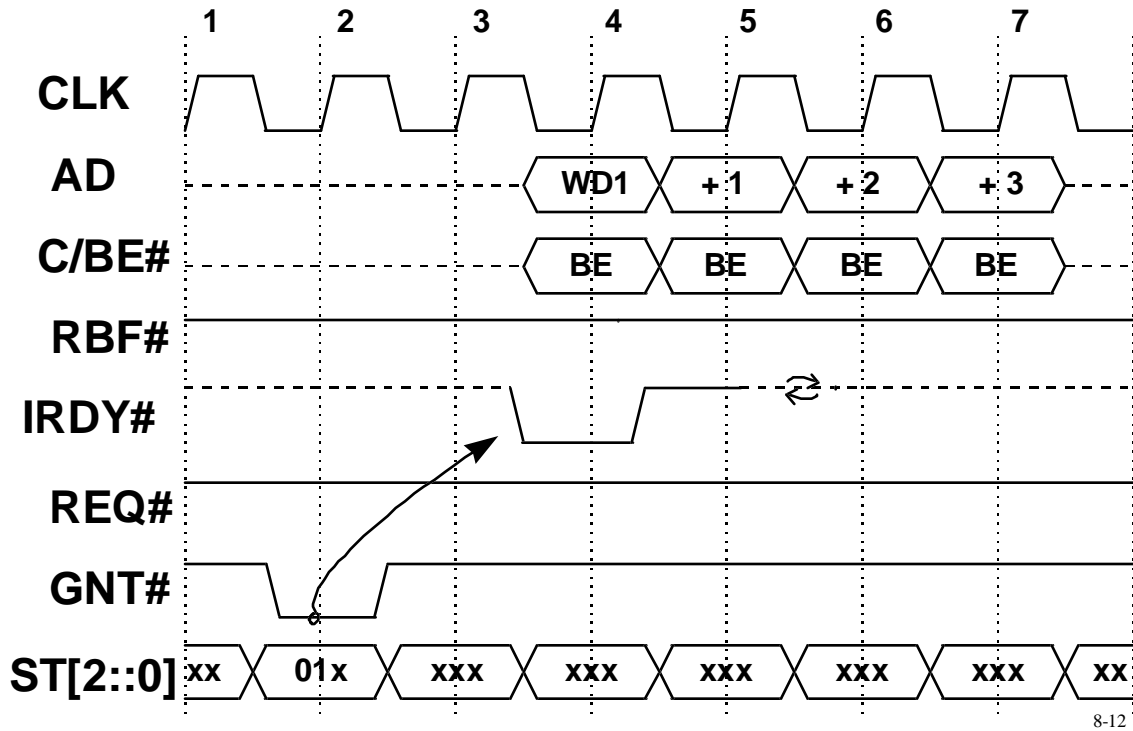 1 2 3 4 5 6 7
CLK
AD WD1 + 1 + 2 + 3
C/BE# BE BE BE BE
RBF#
IRDY#
REQ#
GNT#
ST[2::0] xx 01x xxx xxx xxx xxx xxx xx
8-12